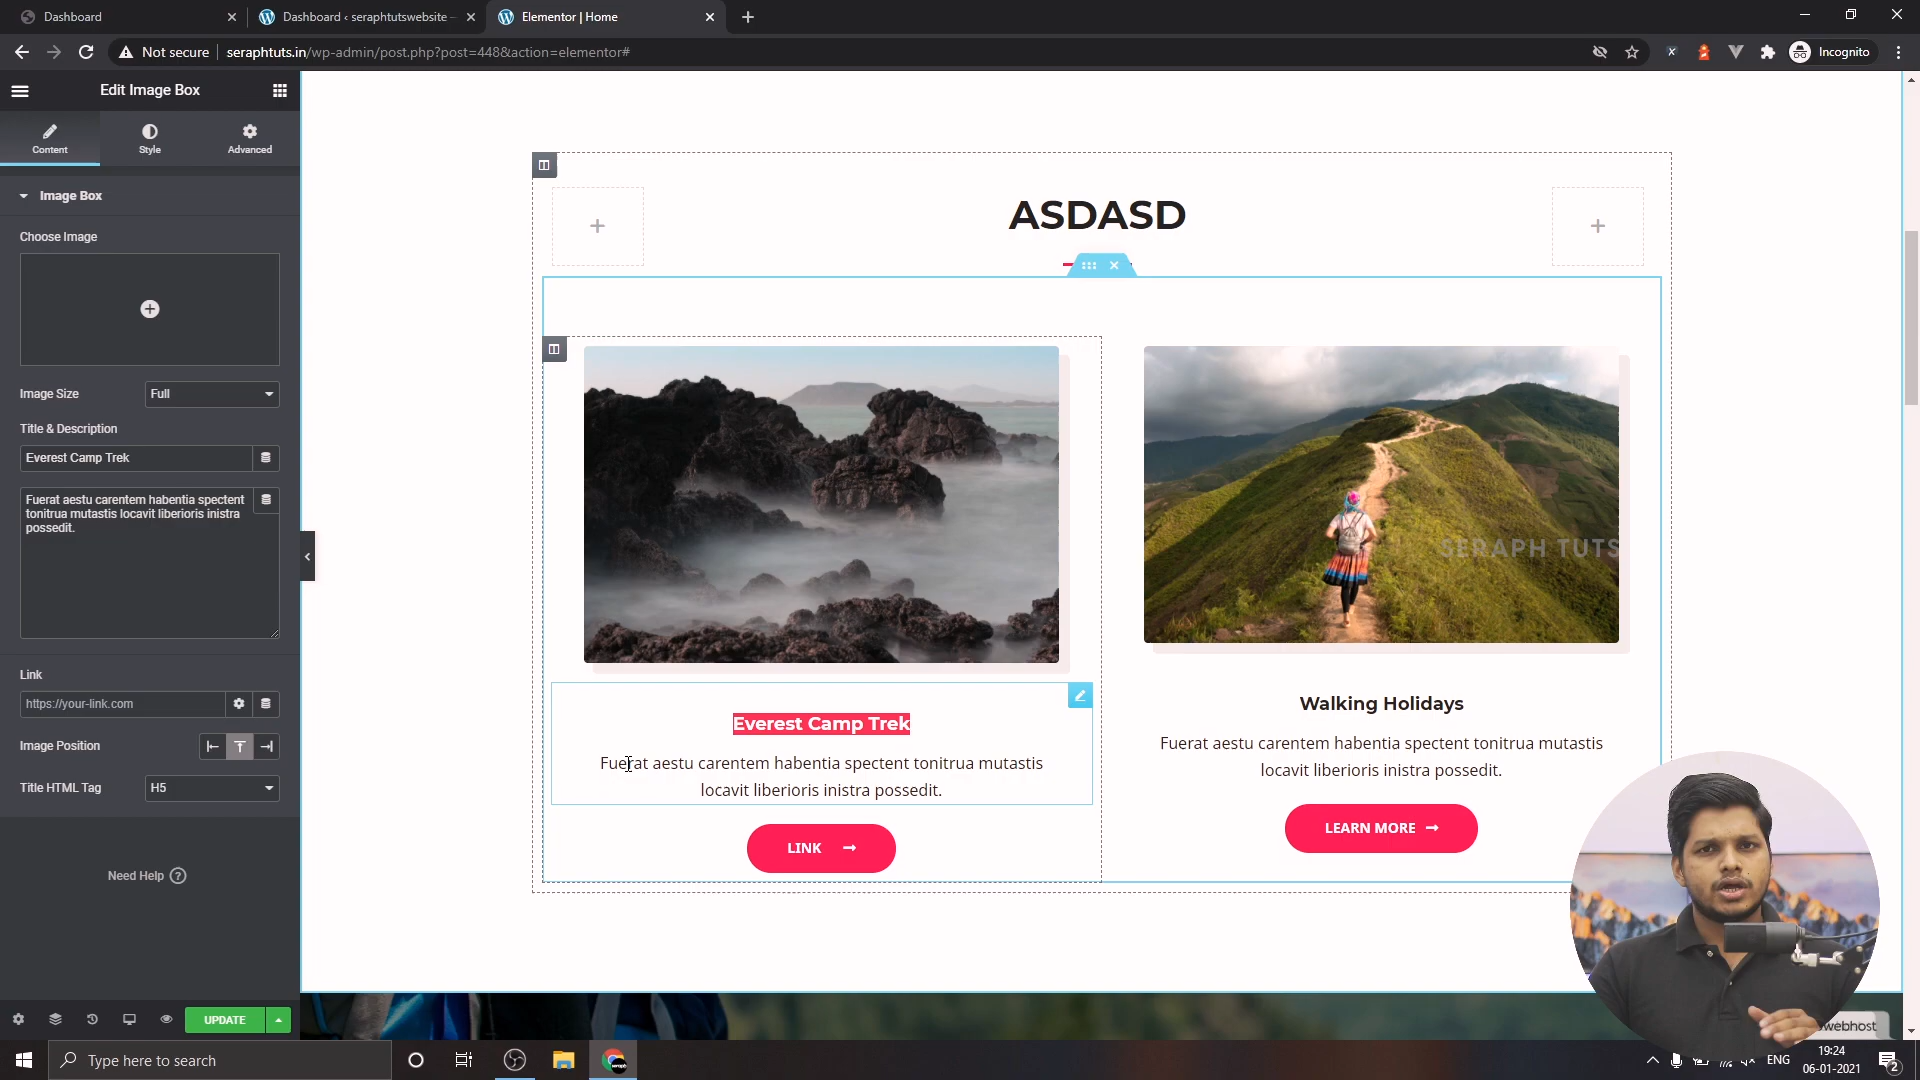 Dashboard
Dashboard ‹ seraphtutswebsite —
Elementor | Home
Not secure
seraphtuts.in/wp-admin/post.php?post=448&action=elementor#
Incognito
Edit Image Box
Content
Style
Advanced
Image Box
Choose Image
Image Size
Full
Title & Description
Everest Camp Trek
Fuerat aestu carentem habentia spectent
tonitrua mutastis locavit liberioris inistra
possedit.
Link
https://your-link.com
Image Position
Title HTML Tag
H5
Need Help
UPDATE
ASDASD
SERAPH TUTS
Everest Camp Trek
Fuerat aestu carentem habentia spectent tonitrua mutastis
locavit liberioris inistra possedit.
LINK
Walking Holidays
Fuerat aestu carentem habentia spectent tonitrua mutastis
locavit liberioris inistra possedit.
LEARN MORE
webhost
Type here to search
ENG
19:24
06-01-2021
2